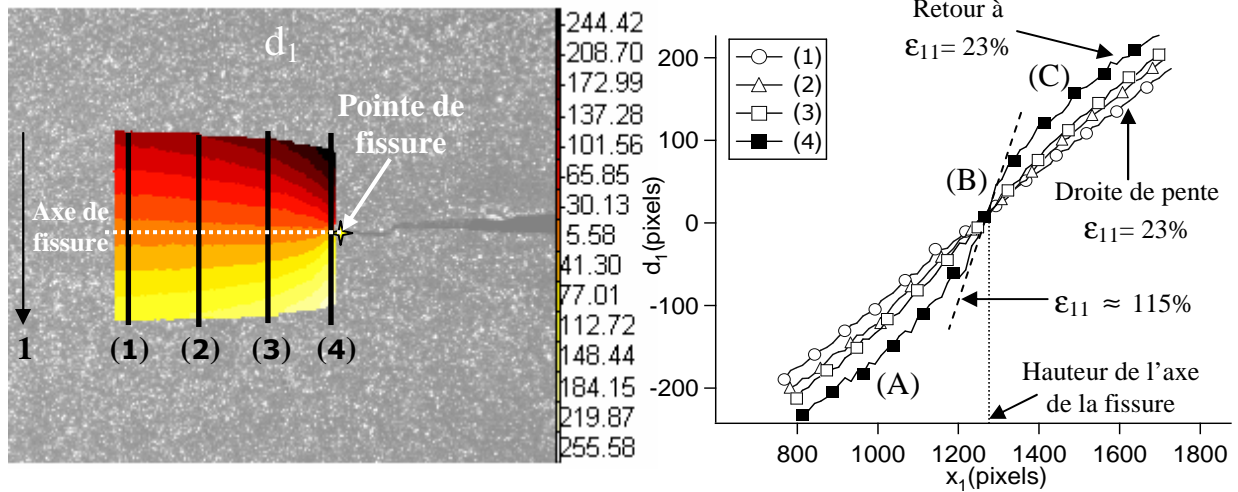 d₁
Pointe de
fissure
Axe de
fissure
1
(1) (2) (3) (4)
-244.42
-208.70
-172.99
-137.28
-101.56
-65.85
-30.13
5.58
41.30
77.01
112.72
148.44
184.15
219.87
255.58
Retour à
ε₁₁= 23%
(1)
(2)
(3)
(4)
(C)
(B)
(A)
Droite de pente
ε₁₁= 23%
ε₁₁ ≈ 115%
Hauteur de l’axe
de la fissure
200
100
0
-100
-200
d₁(pixels)
800 1000 1200 1400 1600 1800
x₁(pixels)